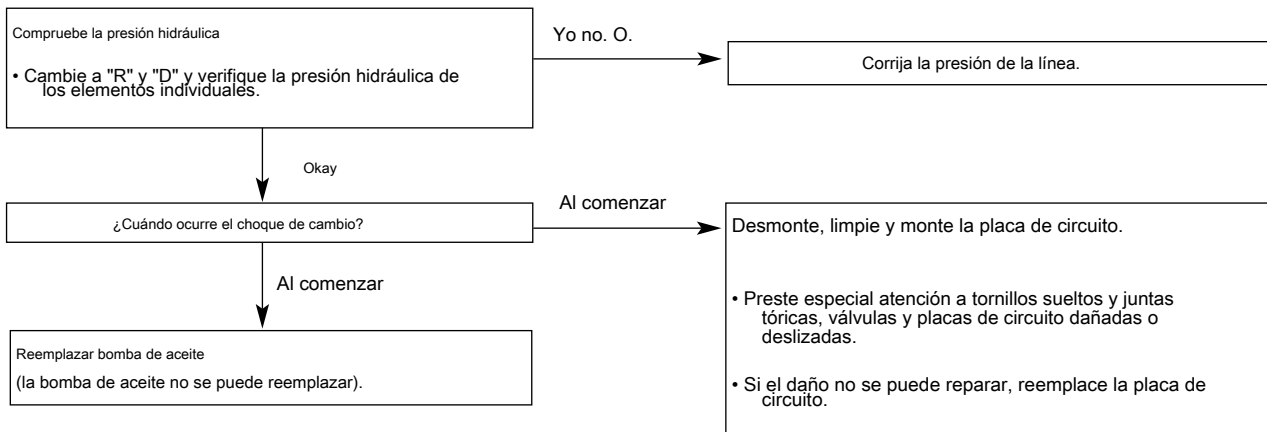 Compruebe la presión hidráulica
• Cambie a "R" y "D" y verifique la presión hidráulica de
los elementos individuales.
Yo no. O.
Corrija la presión de la línea.
Okay
¿Cuándo ocurre el choque de cambio?
Al comenzar
Desmonte, limpie y monte la placa de circuito.
• Preste especial atención a tornillos sueltos y juntas
tóricas, válvulas y placas de circuito dañadas o
deslizadas.
• Si el daño no se puede reparar, reemplace la placa de
circuito.
Al comenzar
Reemplazar bomba de aceite
(la bomba de aceite no se puede reemplazar).